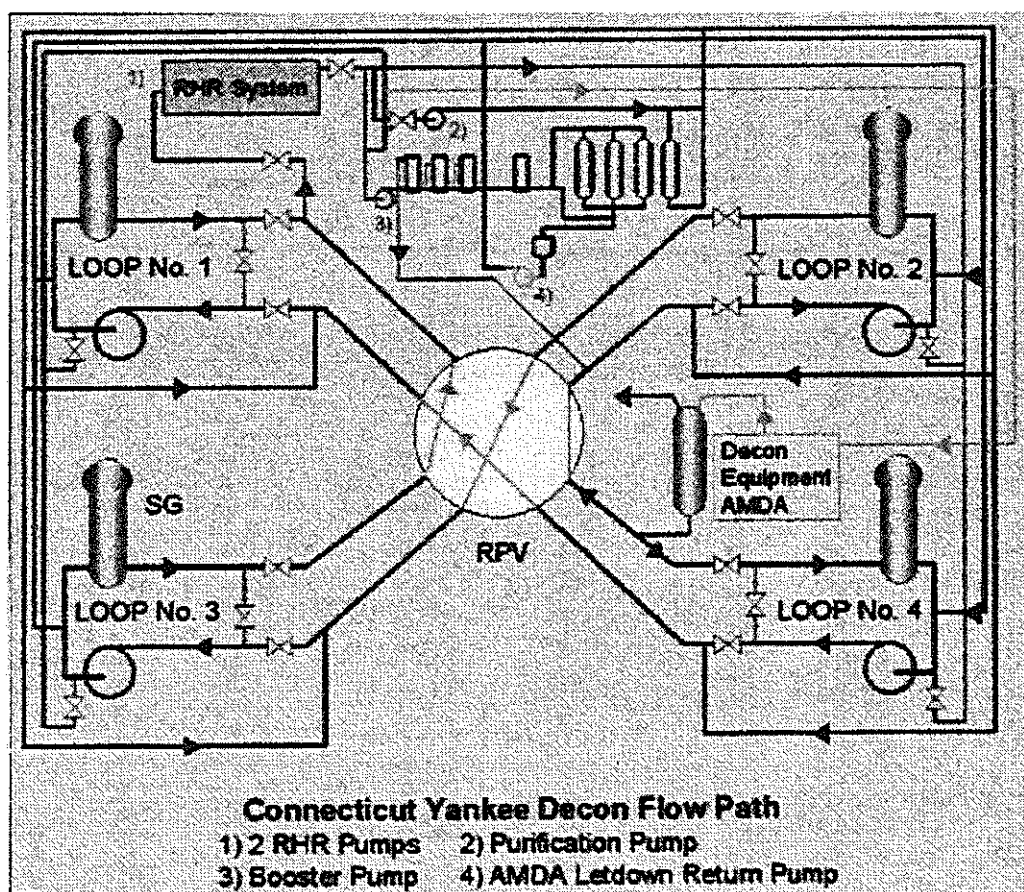 1)
RHR System
2)
3)
4)
LOOP No. 1
LOOP No. 2
SG
RPV
Decon
Equipment
AMDA
LOOP No. 3
LOOP No. 4
Connecticut Yankee Decon Flow Path
1) 2 RHR Pumps 2) Purification Pump
3) Booster Pump 4) AMDA Letdown Return Pump